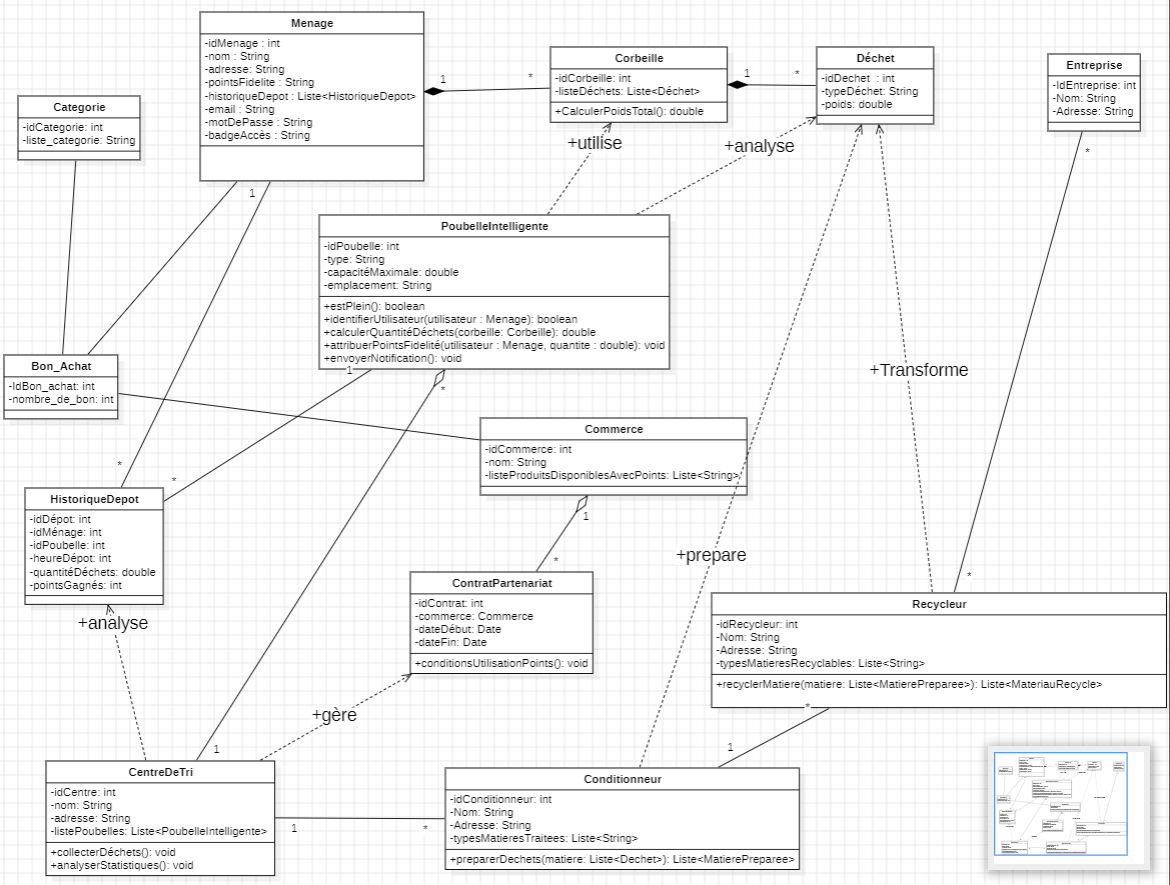 Menage
-idMenage : int
-nom : String
-adresse: String
-pointsFidelite : String
-historiqueDepot : Liste<HistoriqueDepot>
-email : String
-motDePasse : String
-badgeAccès : String
1
*
Corbeille
-idCorbeille: int
-listeDéchets: Liste<Déchet>
+CalculerPoidsTotal(): double
1
*
Déchet
-idDechet : int
-typeDéchet: String
-poids: double
Entreprise
-IdEntreprise: int
-Nom: String
-Adresse: String
*
Categorie
-idCategorie: int
-liste_categorie: String
+utilise
+analyse
1
PoubelleIntelligente
-idPoubelle: int
-type: String
-capacitéMaximale: double
-emplacement: String
+estPlein(): boolean
+identifierUtilisateur(utilisateur : Menage): boolean
+calculerQuantitéDéchets(corbeille: Corbeille): double
+attribuerPointsFidelité(utilisateur : Menage, quantite : double): void
+envoyerNotification(): void
1
*
Bon_Achat
-IdBon_achat: int
-nombre_de_bon: int
+Transforme
Commerce
-idCommerce: int
-nom: String
-listeProduitsDisponiblesAvecPoints: Liste<String>
1
*
*
*
HistoriqueDepot
-idDépot: int
-idMénage: int
-idPoubelle: int
-heureDépot: int
-quantitéDéchets: double
-pointsGagnés: int
+analyse
+prepare
*
ContratPartenariat
-idContrat: int
-commerce: Commerce
-dateDébut: Date
-dateFin: Date
+conditionsUtilisationPoints(): void
+gère
Recycleur
-idRecycleur: int
-Nom: String
-Adresse: String
-typesMatieresRecyclables: Liste<String>
+recyclerMatiere(matiere: Liste<MatierePreparee>): Liste<MateriauRecycle>
*
1
1
CentreDeTri
-idCentre: int
-nom: String
-adresse: String
-listePoubelles: Liste<PoubelleIntelligente>
+collecterDéchets(): void
+analyserStatistiques(): void
1
*
Conditionneur
-idConditionneur: int
-Nom: String
-Adresse: String
-typesMatieresTraitees: Liste<String>
+preparerDechets(matiere: Liste<Dechet>): Liste<MatierePreparee>